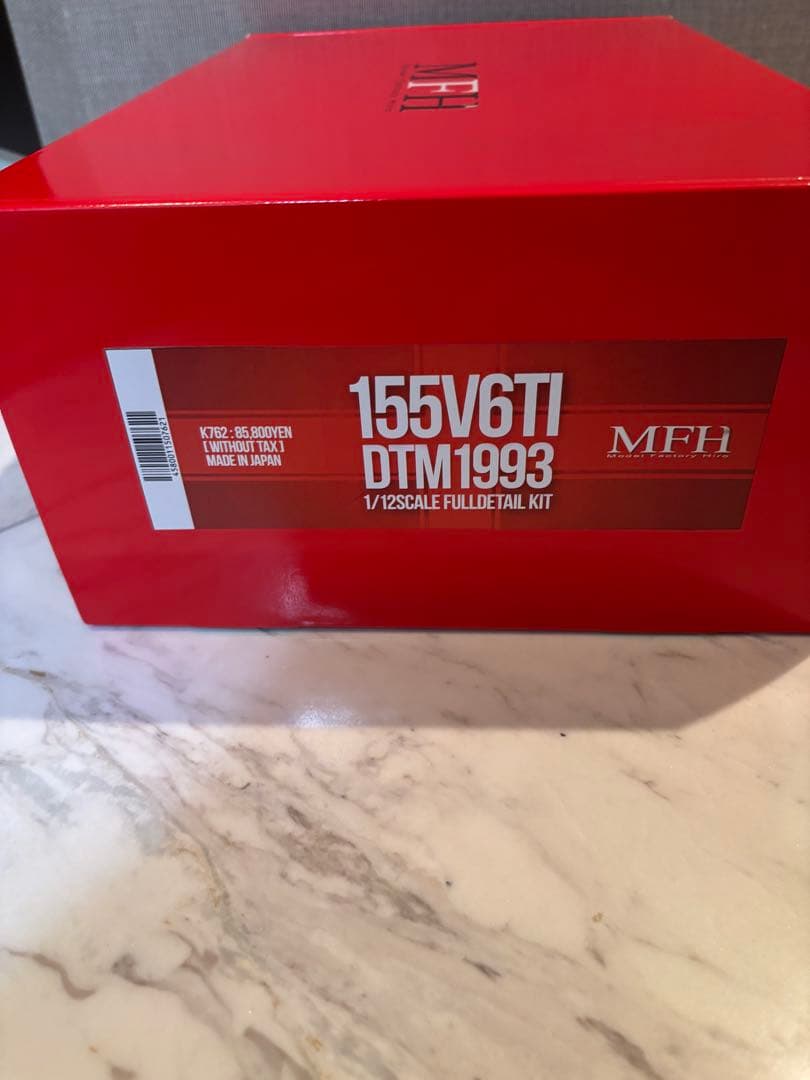 MFH
4580011507621
K762 : 85,800YEN
[ WITHOUT TAX ]
MADE IN JAPAN
155V6TI
DTM1993
1/12SCALE FULLDETAIL KIT
MFH
Model Factory Hiro